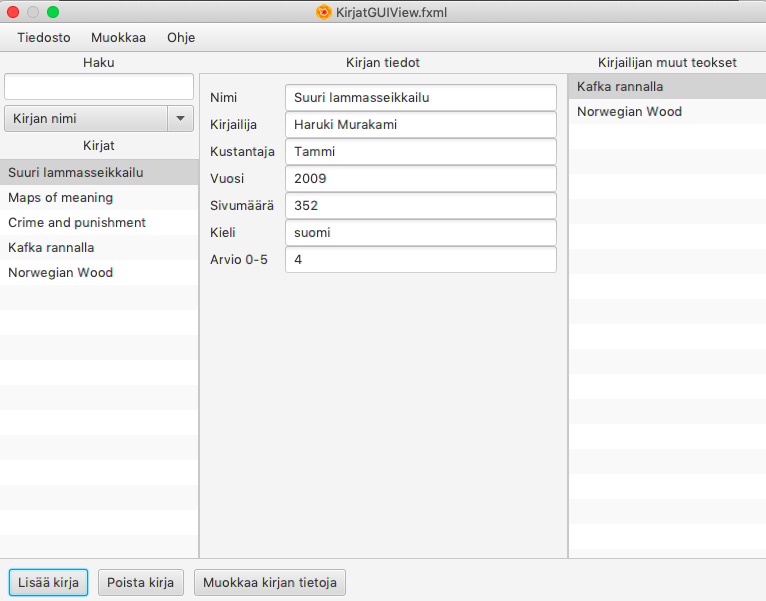 KirjatGUIView.fxml
Tiedosto Muokkaa Ohje
Haku
Kirjan nimi
Kirjat
Suuri lammasseikkailu
Maps of meaning
Crime and punishment
Kafka rannalla
Norwegian Wood
Kirjan tiedot
Nimi Suuri lammasseikkailu
Kirjailija Haruki Murakami
Kustantaja Tammi
Vuosi 2009
Sivumäärä 352
Kieli suomi
Arvio 0-5 4
Kirjailijan muut teokset
Kafka rannalla
Norwegian Wood
Lisää kirja Poista kirja Muokkaa kirjan tietoja